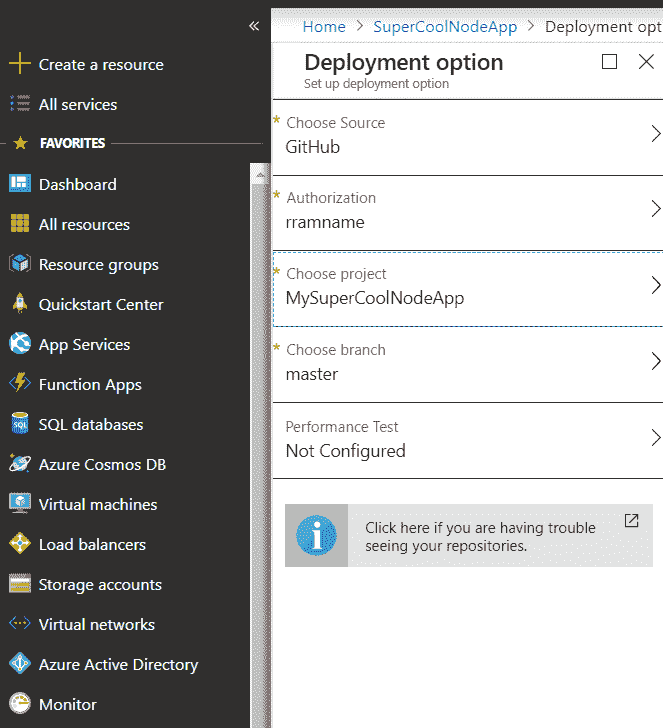 «
Create a resource
All services
FAVORITES
Dashboard
All resources
Resource groups
Quickstart Center
App Services
Function Apps
SQL databases
Azure Cosmos DB
Virtual machines
Load balancers
Storage accounts
Virtual networks
Azure Active Directory
Monitor
Home > SuperCoolNodeApp > Deployment opt
Deployment option
Set up deployment option
* Choose Source
GitHub
* Authorization
rramname
* Choose project
MySuperCoolNodeApp
* Choose branch
master
Performance Test
Not Configured
Click here if you are having trouble
seeing your repositories.